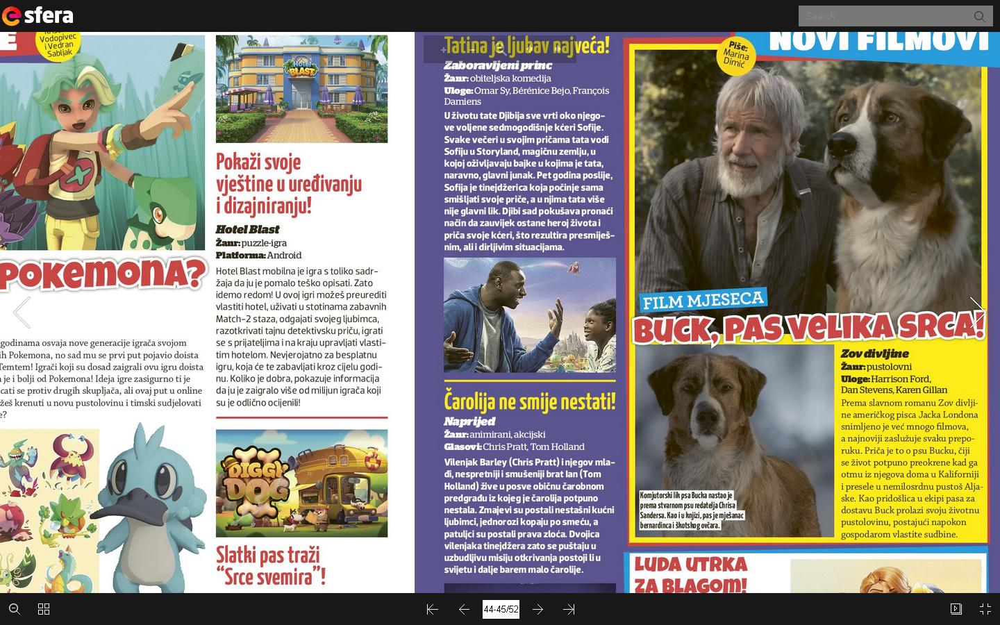 sfera
Search
E
Vodopivec
i Vedran
Sabljak
POKEMONA?
godinama osvaja nove generacije igrača svojom
ih Pokemona, no sad mu se prvi put pojavio doista
Temtem! Igrači koji su dosad zaigrali ovu igru doista
je i bolji od Pokemona! Ideja igre zasigurno ti je
cati se protiv drugih skupljača, ali ovaj put u online
žeš krenuti u novu pustolovinu i timski sudjelovati
e?
Hotel
BLAST
Pokaži svoje
vještine u uređivanju
i dizajniranju!
Hotel Blast
Žanr: puzzle-igra
Platforma: Android
Hotel Blast mobilna je igra s toliko sadr-
žaja da ju je pomalo teško opisati. Zato
idemo redom! U ovoj igri možeš preurediti
vlastiti hotel, uživati u stotinama zabavnih
Match-2 staza, odgajati svojeg ljubimca,
razotkrivati tajnu detektivsku priču, igrati
se s prijateljima i na kraju upravljati vlasti-
tim hotelom. Nevjerojatno za besplatnu
igru, koja će te zabavljati kroz cijelu godi-
nu. Koliko je dobra, pokazuje informacija
da ju je zaigralo više od milijun igrača koji
su je odlično ocijenili!
DIGGY
DOG
Slatki pas traži
“Srce svemira”!
Tatina je ljubav najveća!
Zaboravljeni princ
Žanr: obiteljska komedija
Uloge: Omar Sy, Bérénice Bejo, François
Damiens
U životu tate Djibija sve vrti oko njego-
ve voljene sedmogodišnje kćeri Sofije.
Svake večeri u svojim pričama tata vodi
Sofiju u Storyland, magičnu zemlju, u
kojoj oživljavaju bajke u kojima je tata,
naravno, glavni junak. Pet godina poslije,
Sofija je tinejdžerica koja počinje sama
smišljati svoje priče, a u njima tata više
nije glavni lik. Djibi sad pokušava pronaći
način da zauvijek ostane heroj života i
priča svoje kćeri, što rezultira presmiješ-
nim, ali i dirljivim situacijama.
Čarolija ne smije nestati!
Naprijed
Žanr: animirani, akcijski
Glasovi: Chris Pratt, Tom Holland
Vilenjak Barley (Chris Pratt) i njegov mla-
đi, nespretniji i smušeniji brat Ian (Tom
Holland) žive u posve običnu čarobnom
predgrađu iz kojeg je čarolija potpuno
nestala. Zmajevi su postali nestašni kućni
ljubimci, jednorozi kopaju po smeću, a
patuljci su postali prava zloća. Dvojica
vilenjaka tinejdžera zato se puštaju u
uzbudljivu misiju otkrivanja postoji li u
svijetu i dalje barem malo čarolije.
NOVI FILMOVI
Piše:
Marina
Dimić
FILM MJESECA
BUCK, PAS VELIKA SRCA!
Komjutorski lik psa Bucka nastao je
prema stvarnom psu redatelja Chrisa
Sandersa. Kao i u knjizi, pas je mješanac
bernardinca i škotskog ovčara.
Zov divljine
Žanr: pustolovni
Uloge: Harrison Ford,
Dan Stevens, Karen Gillan
Prema slavnom romanu Zov divlji-
ne američkog pisca Jacka Londona
snimljeno je već mnogo filmova,
a najnoviji zaslužuje svaku prepo-
ruku. Priča je to o psu Bucku, čiji
se život potpuno preokrene kad ga
otmu iz njegova doma u Kaliforniji
i presele u nemilosrdnu pustoš Alja-
ske. Kao pridošlica u ekipi pasa za
dostavu Buck prolazi svoju životnu
pustolovinu, postajući napokon
gospodarom vlastite sudbine.
LUDA UTRKA
ZA BLAGOM!
44-45/52